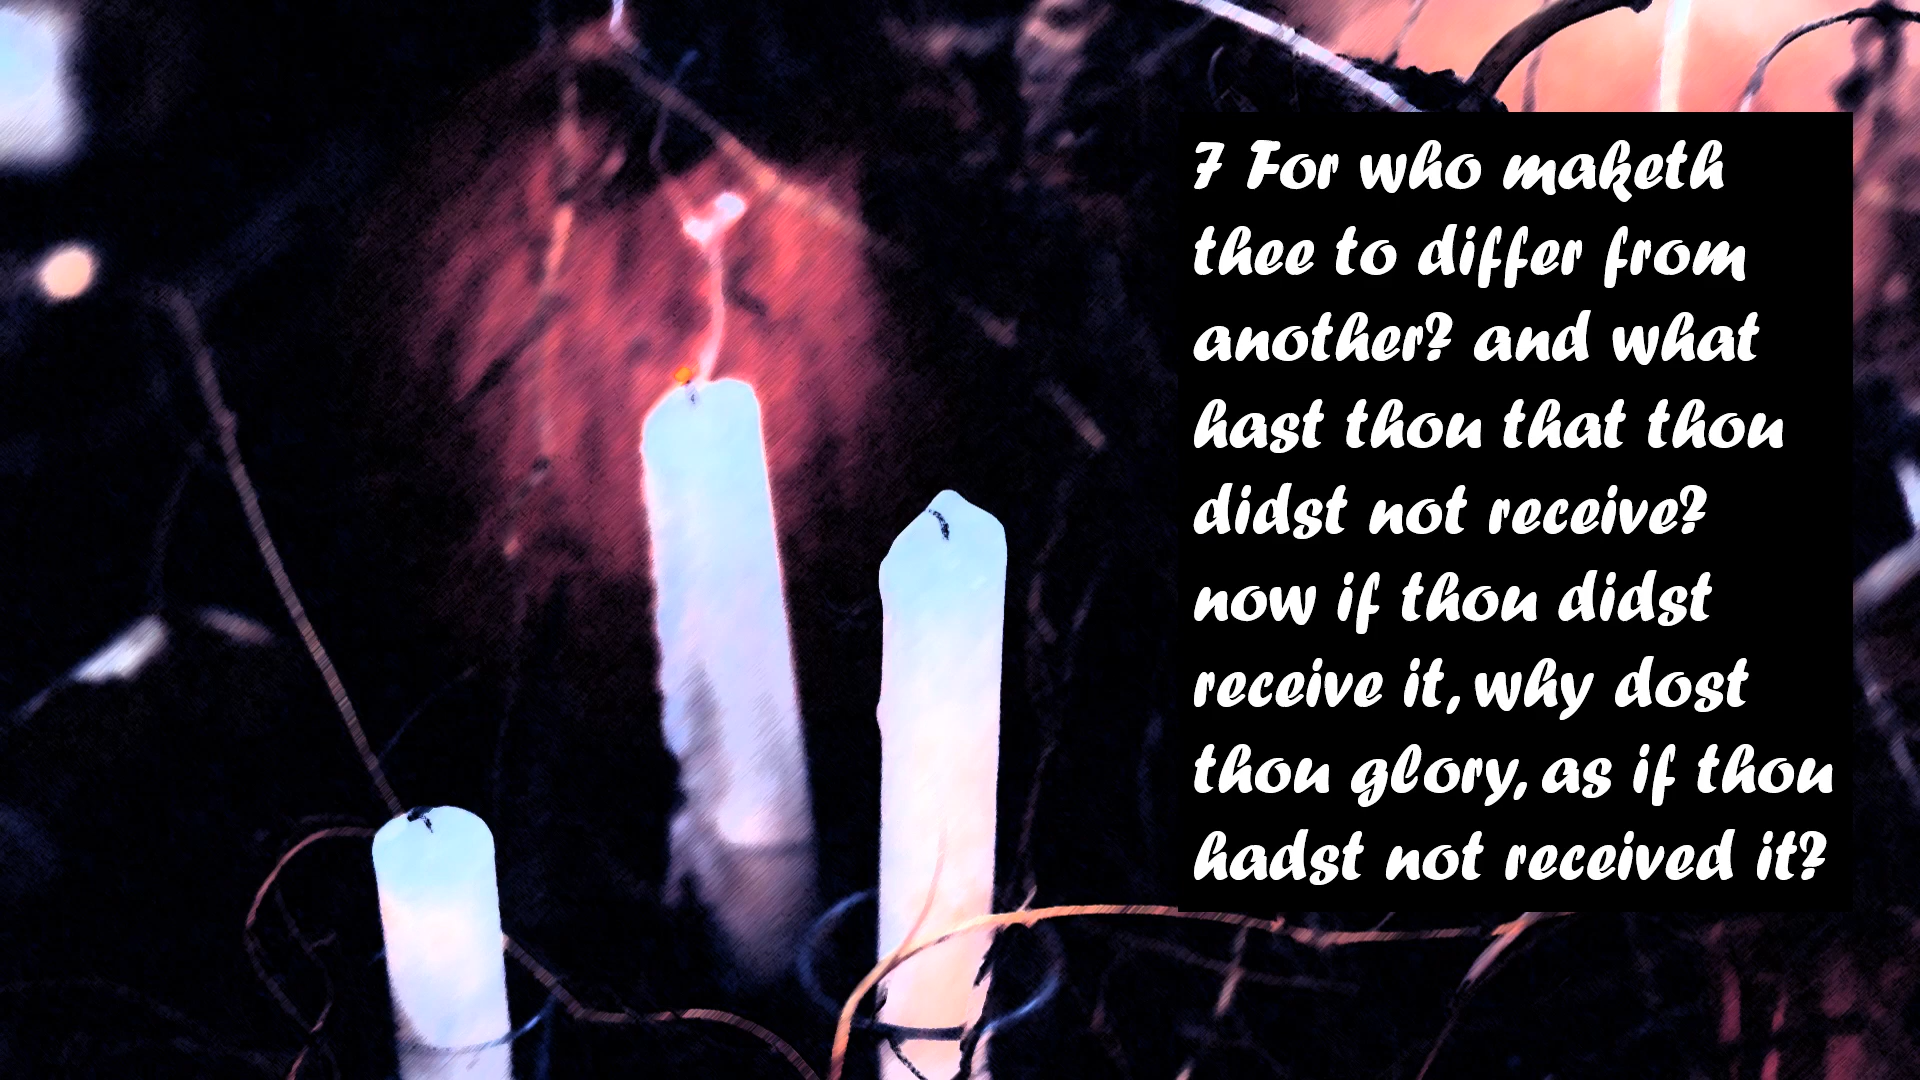 7 For who maketh
thee to differ from
another? and what
hast thou that thou
didst not receive?
now if thou didst
receive it, why dost
thou glory, as if thou
hadst not received it?